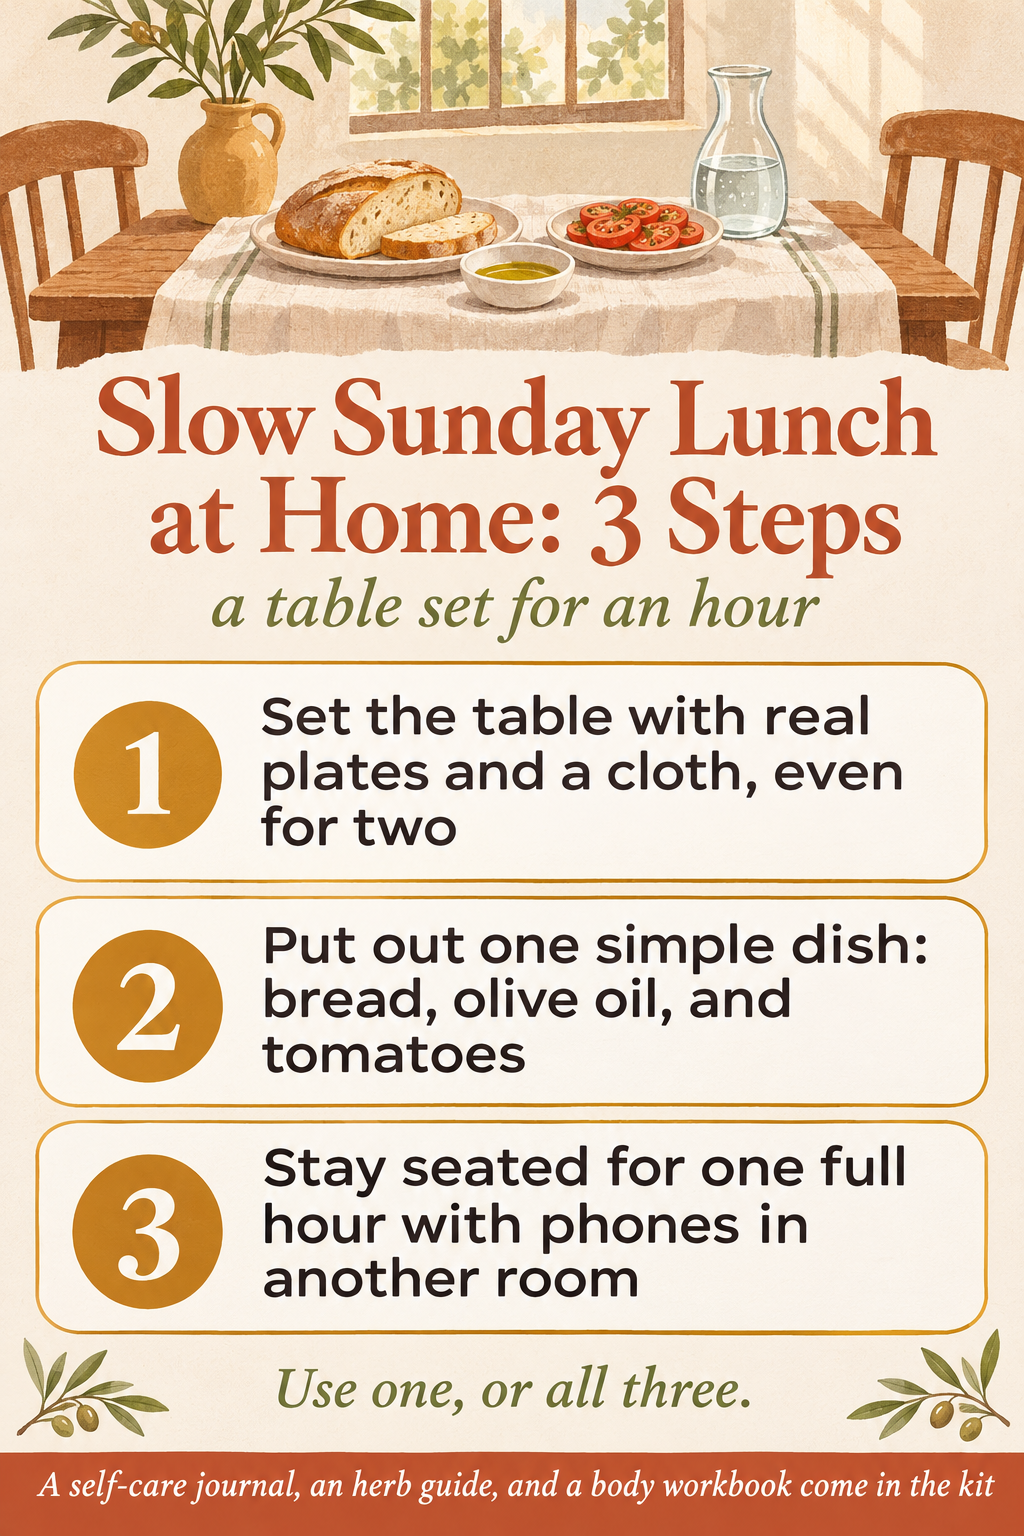 Slow Sunday Lunch
at Home: 3 Steps
a table set for an hour
1
Set the table with real
plates and a cloth, even
for two
2
Put out one simple dish:
bread, olive oil, and
tomatoes
3
Stay seated for one full
hour with phones in
another room
Use one, or all three.
A self-care journal, an herb guide, and a body workbook come in the kit